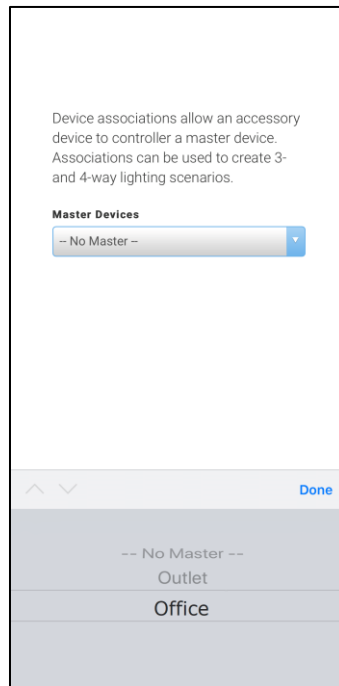 Device associations allow an accessory
device to controller a master device.
Associations can be used to create 3-
and 4-way lighting scenarios.
Master Devices
-- No Master --
Done
-- No Master --
Outlet
Office